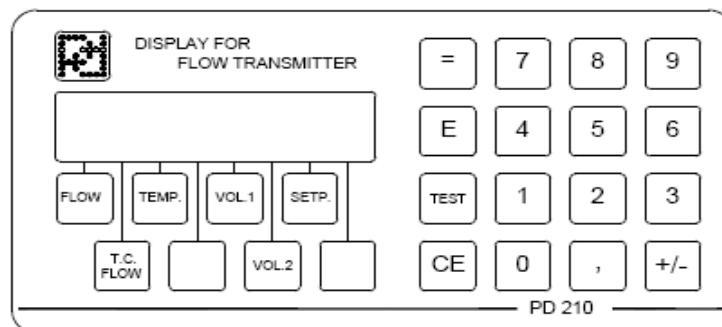 DISPLAY FOR
FLOW TRANSMITTER
= 7 8 9
E 4 5 6
FLOW TEMP. VOL.1 SETP.
TEST 1 2 3
T.C.
FLOW
VOL.2
CE 0 , +/-
PD 210